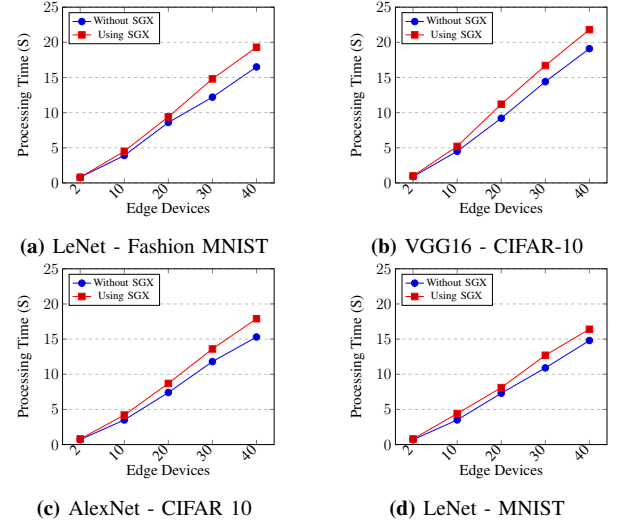 25
20
15
10
5
0
Processing Time (S)
Without SGX
Using SGX
2
10
20
30
40
Edge Devices
(a) LeNet - Fashion MNIST
25
20
15
10
5
0
Processing Time (S)
Without SGX
Using SGX
2
10
20
30
40
Edge Devices
(b) VGG16 - CIFAR-10
25
20
15
10
5
0
Processing Time (S)
Without SGX
Using SGX
2
10
20
30
40
Edge Devices
(c) AlexNet - CIFAR 10
25
20
15
10
5
0
Processing Time (S)
Without SGX
Using SGX
2
10
20
30
40
Edge Devices
(d) LeNet - MNIST